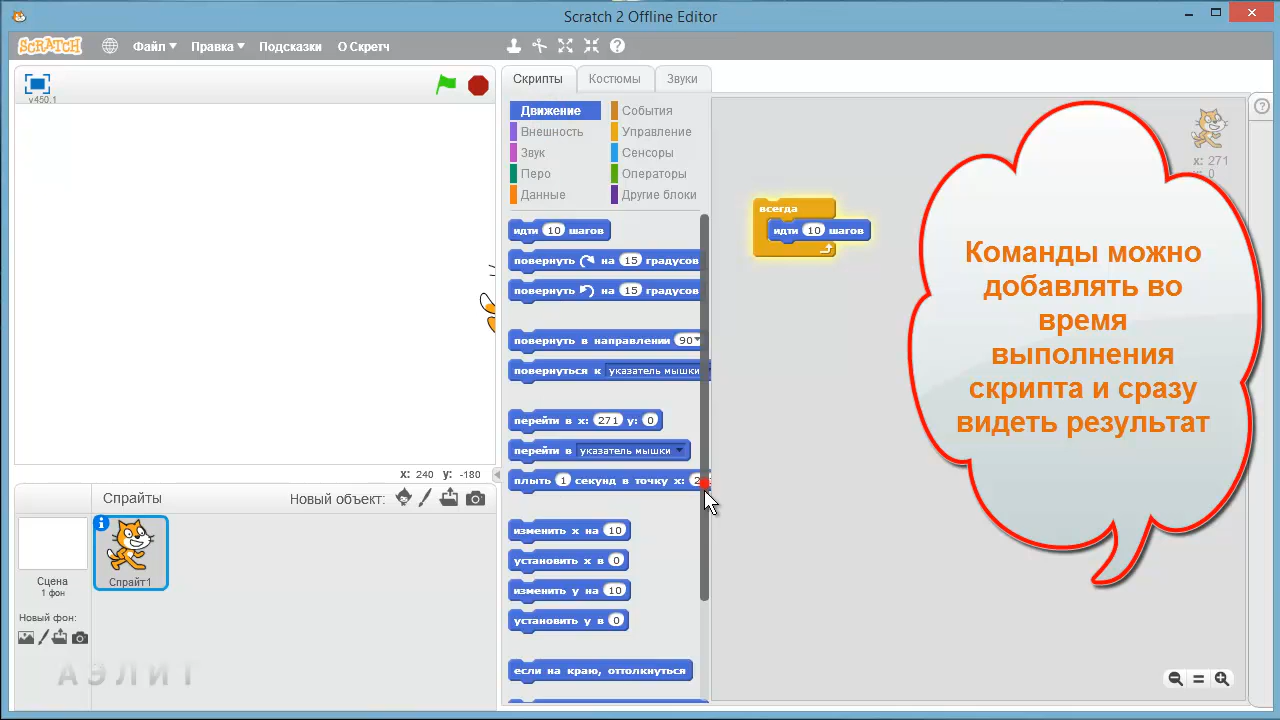 Scratch 2 Offline Editor
SCRATCH
Файл
Правка
Подсказки
О Скретч
v450.1
Скрипты
Костюмы
Звуки
Движение
События
Внешность
Управление
Звук
Сенсоры
Перо
Операторы
Данные
Другие блоки
идти 10 шагов
повернуть на 15 градусов
повернуть на 15 градусов
повернуть в направлении 90
повернуться к указатель мышки
перейти в x: 271 y: 0
перейти в указатель мышки
плыть 1 секунд в точку x: 2
изменить x на 10
установить x в 0
изменить y на 10
установить y в 0
если на краю, оттолкнуться
всегда
идти 10 шагов
x: 271
Команды можно
добавлять во
время
выполнения
скрипта и сразу
видеть результат
x: 240 y: -180
Спрайты
Новый объект:
Сцена
1 фон
Спрайт1
Новый фон:
АЭЛИТ